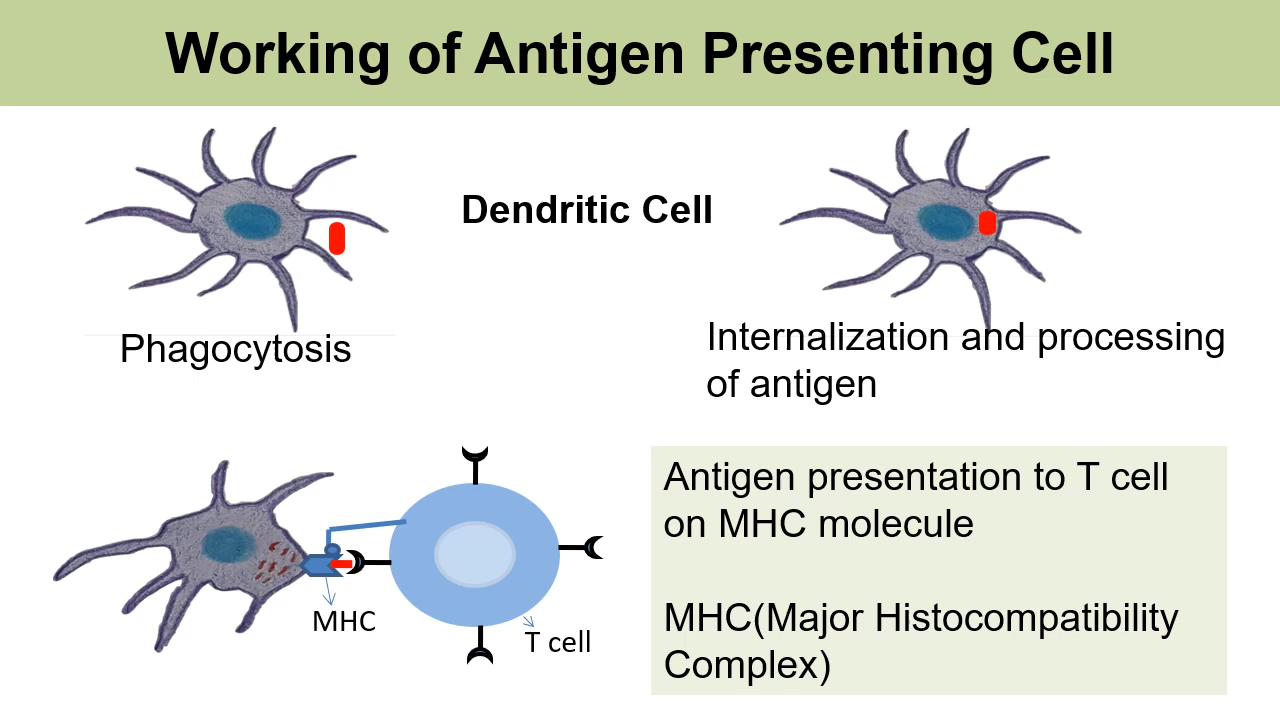 Working of Antigen Presenting Cell
Dendritic Cell
Phagocytosis
Internalization and processing
of antigen
MHC
T cell
Antigen presentation to T cell
on MHC molecule
MHC(Major Histocompatibility
Complex)